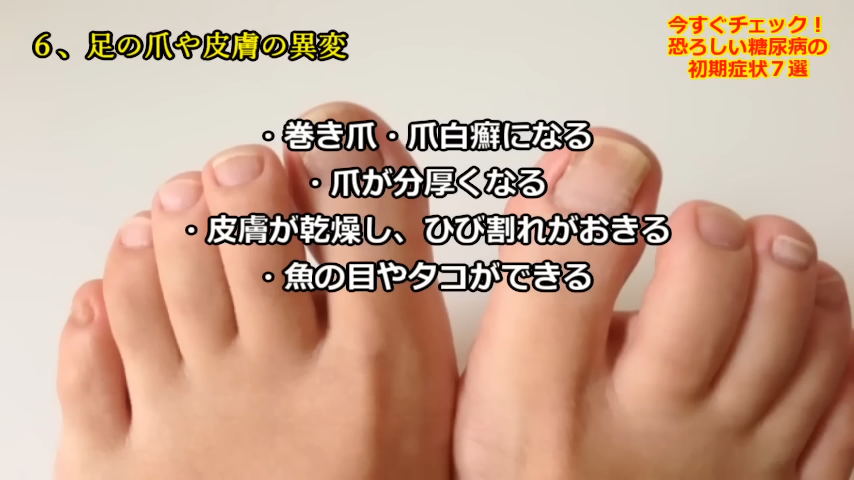 ６、足の爪や皮膚の異変
今すぐチェック！
恐ろしい糖尿病の
初期症状７選
・巻き爪・爪白癬になる
・爪が分厚くなる
・皮膚が乾燥し、ひび割れがおきる
・魚の目やタコができる